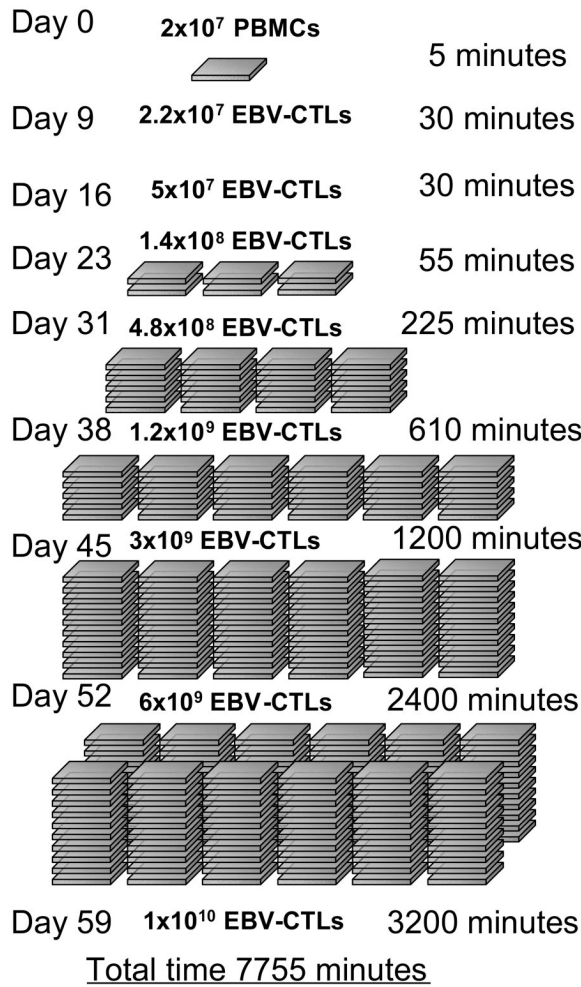 Day 0 2x10⁷ PBMCs 5 minutes
Day 9 2.2x10⁷ EBV-CTLs 30 minutes
Day 16 5x10⁷ EBV-CTLs 30 minutes
Day 23 1.4x10⁸ EBV-CTLs 55 minutes
Day 31 4.8x10⁸ EBV-CTLs 225 minutes
Day 38 1.2x10⁹ EBV-CTLs 610 minutes
Day 45 3x10⁹ EBV-CTLs 1200 minutes
Day 52 6x10⁹ EBV-CTLs 2400 minutes
Day 59 1x10¹⁰ EBV-CTLs 3200 minutes
Total time 7755 minutes